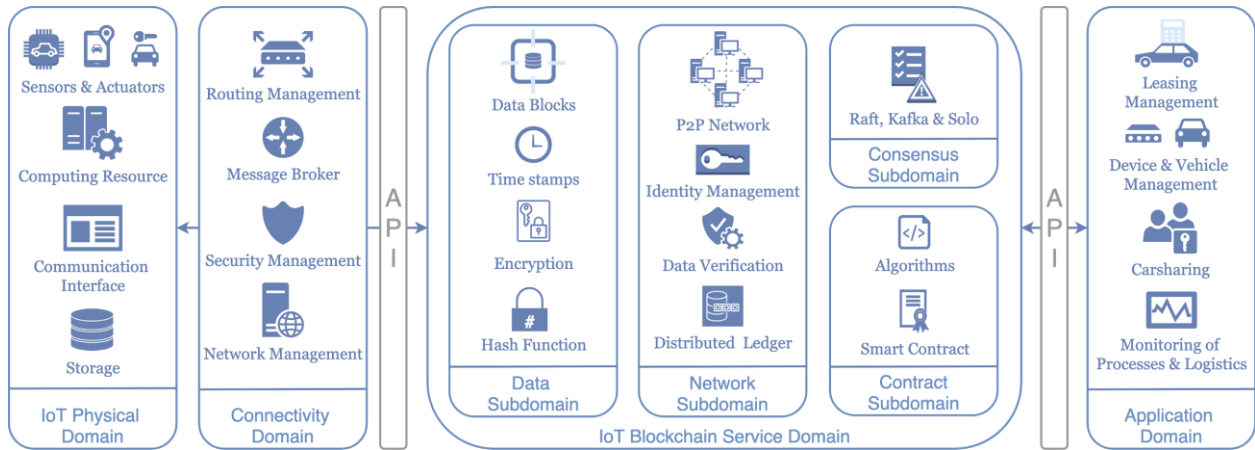 Sensors & Actuators
Computing Resource
Communication
Interface
Storage
IoT Physical
Domain
Routing Management
Message Broker
Security Management
Network Management
Connectivity
Domain
A
P
I
Data Blocks
Time stamps
Encryption
#
Hash Function
Data
Subdomain
P2P Network
Identity Management
Data Verification
Distributed Ledger
Network
Subdomain
Raft, Kafka & Solo
Consensus
Subdomain
</>
Algorithms
Smart Contract
Contract
Subdomain
IoT Blockchain Service Domain
A
P
I
Leasing
Management
Device & Vehicle
Management
Carsharing
Monitoring of
Processes & Logistics
Application
Domain